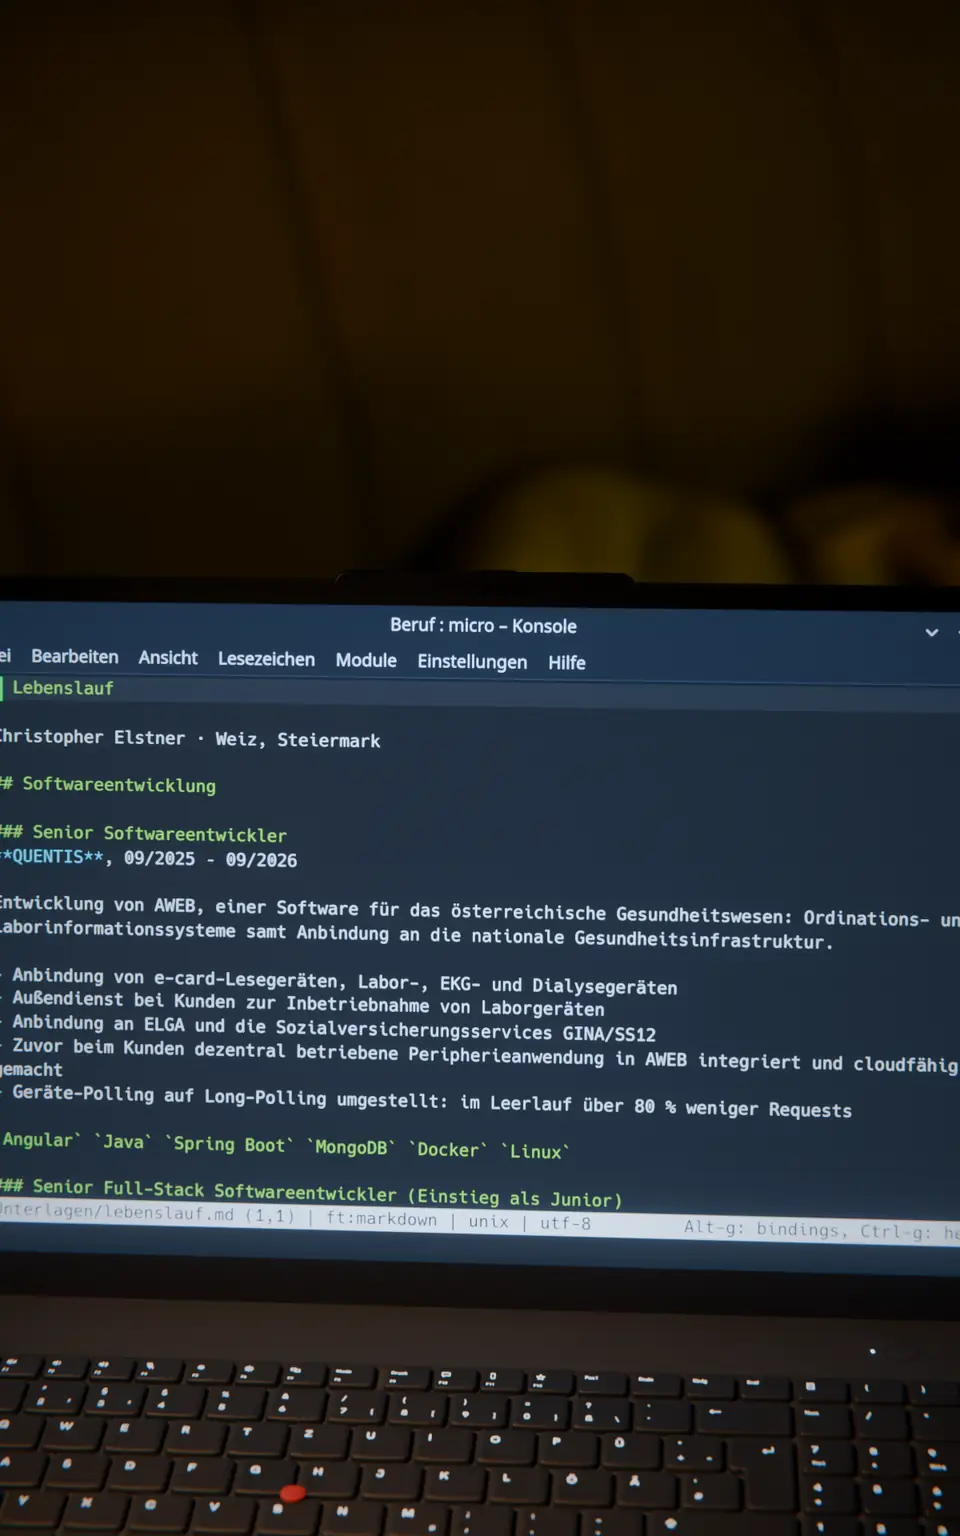 Beruf : micro – Konsole
ei Bearbeiten Ansicht Lesezeichen Module Einstellungen Hilfe
Lebenslauf
Christopher Elstner · Weiz, Steiermark
## Softwareentwicklung
### Senior Softwareentwickler
**QUENTIS**, 09/2025 - 09/2026
Entwicklung von AWEB, einer Software für das österreichische Gesundheitswesen: Ordinations- un
Laborinformationssysteme samt Anbindung an die nationale Gesundheitsinfrastruktur.
- Anbindung von e-card-Lesegeräten, Labor-, EKG- und Dialysegeräten
- Außendienst bei Kunden zur Inbetriebnahme von Laborgeräten
- Anbindung an ELGA und die Sozialversicherungsservices GINA/SS12
- Zuvor beim Kunden dezentral betriebene Peripherieanwendung in AWEB integriert und cloudfähig
gemacht
- Geräte-Polling auf Long-Polling umgestellt: im Leerlauf über 80 % weniger Requests
Angular` `Java` `Spring Boot` `MongoDB` `Docker` `Linux`
### Senior Full-Stack Softwareentwickler (Einstieg als Junior)
Unterlagen/lebenslauf.md (1,1) | ft:markdown | unix | utf-8 Alt-g: bindings, Ctrl-g: he
W E R T Z U I O P Ü
A S D F G H J K L Ö Ä
Y X C V B N M